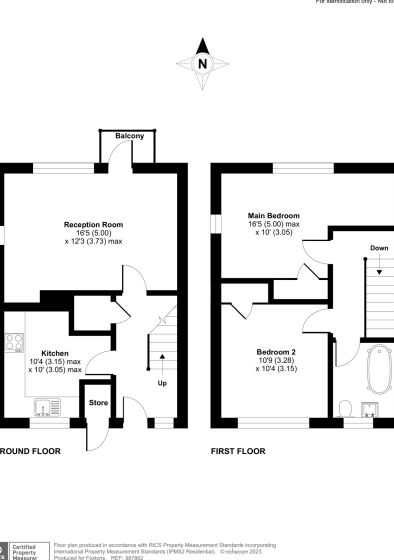 For identification only - Not to
N
Balcony
Reception Room
16'5 (5.00)
x 12'3 (3.73) max
Main Bedroom
16'5 (5.00) max
x 10' (3.05)
Down
Kitchen
10'4 (3.15) max
x 10' (3.05) max
Up
Bedroom 2
10'9 (3.28)
x 10'4 (3.15)
Store
ROUND FLOOR
FIRST FLOOR
Certified
Property
Measurer
Floor plan produced in accordance with RICS Property Measurement Standards incorporating
International Property Measurement Standards (IPMS2 Residential). © nichecom 2023.
Produced for Foxtons. REF: 987862